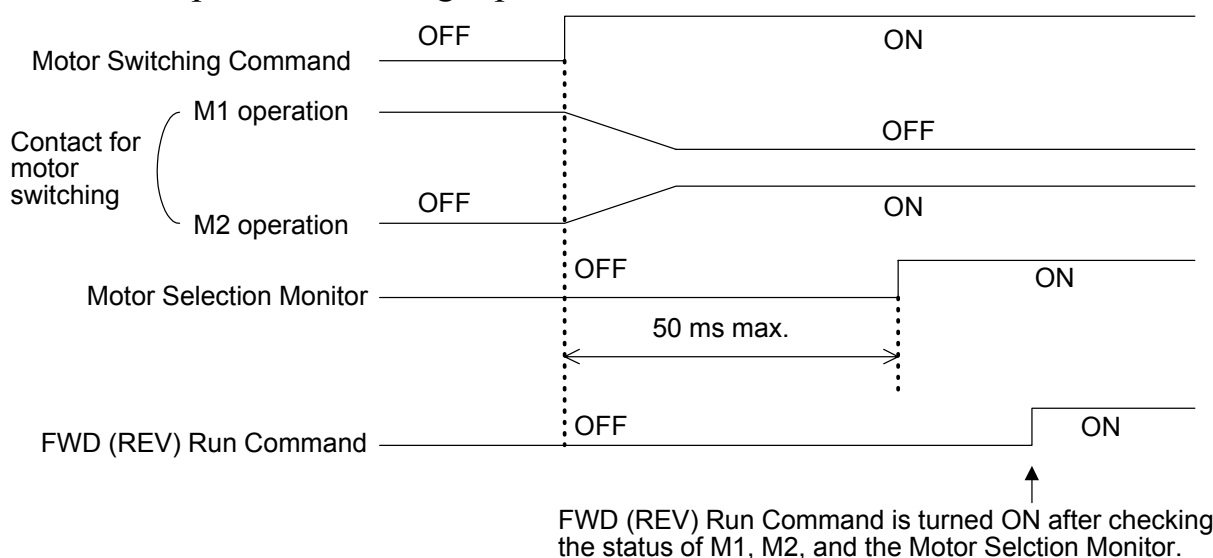 OFF
ON
Motor Switching Command
M1 operation
Contact for
motor
switching
OFF
OFF
ON
M2 operation
OFF
ON
Motor Selection Monitor
50 ms max.
OFF
ON
FWD (REV) Run Command
FWD (REV) Run Command is turned ON after checking
the status of M1, M2, and the Motor Selction Monitor.